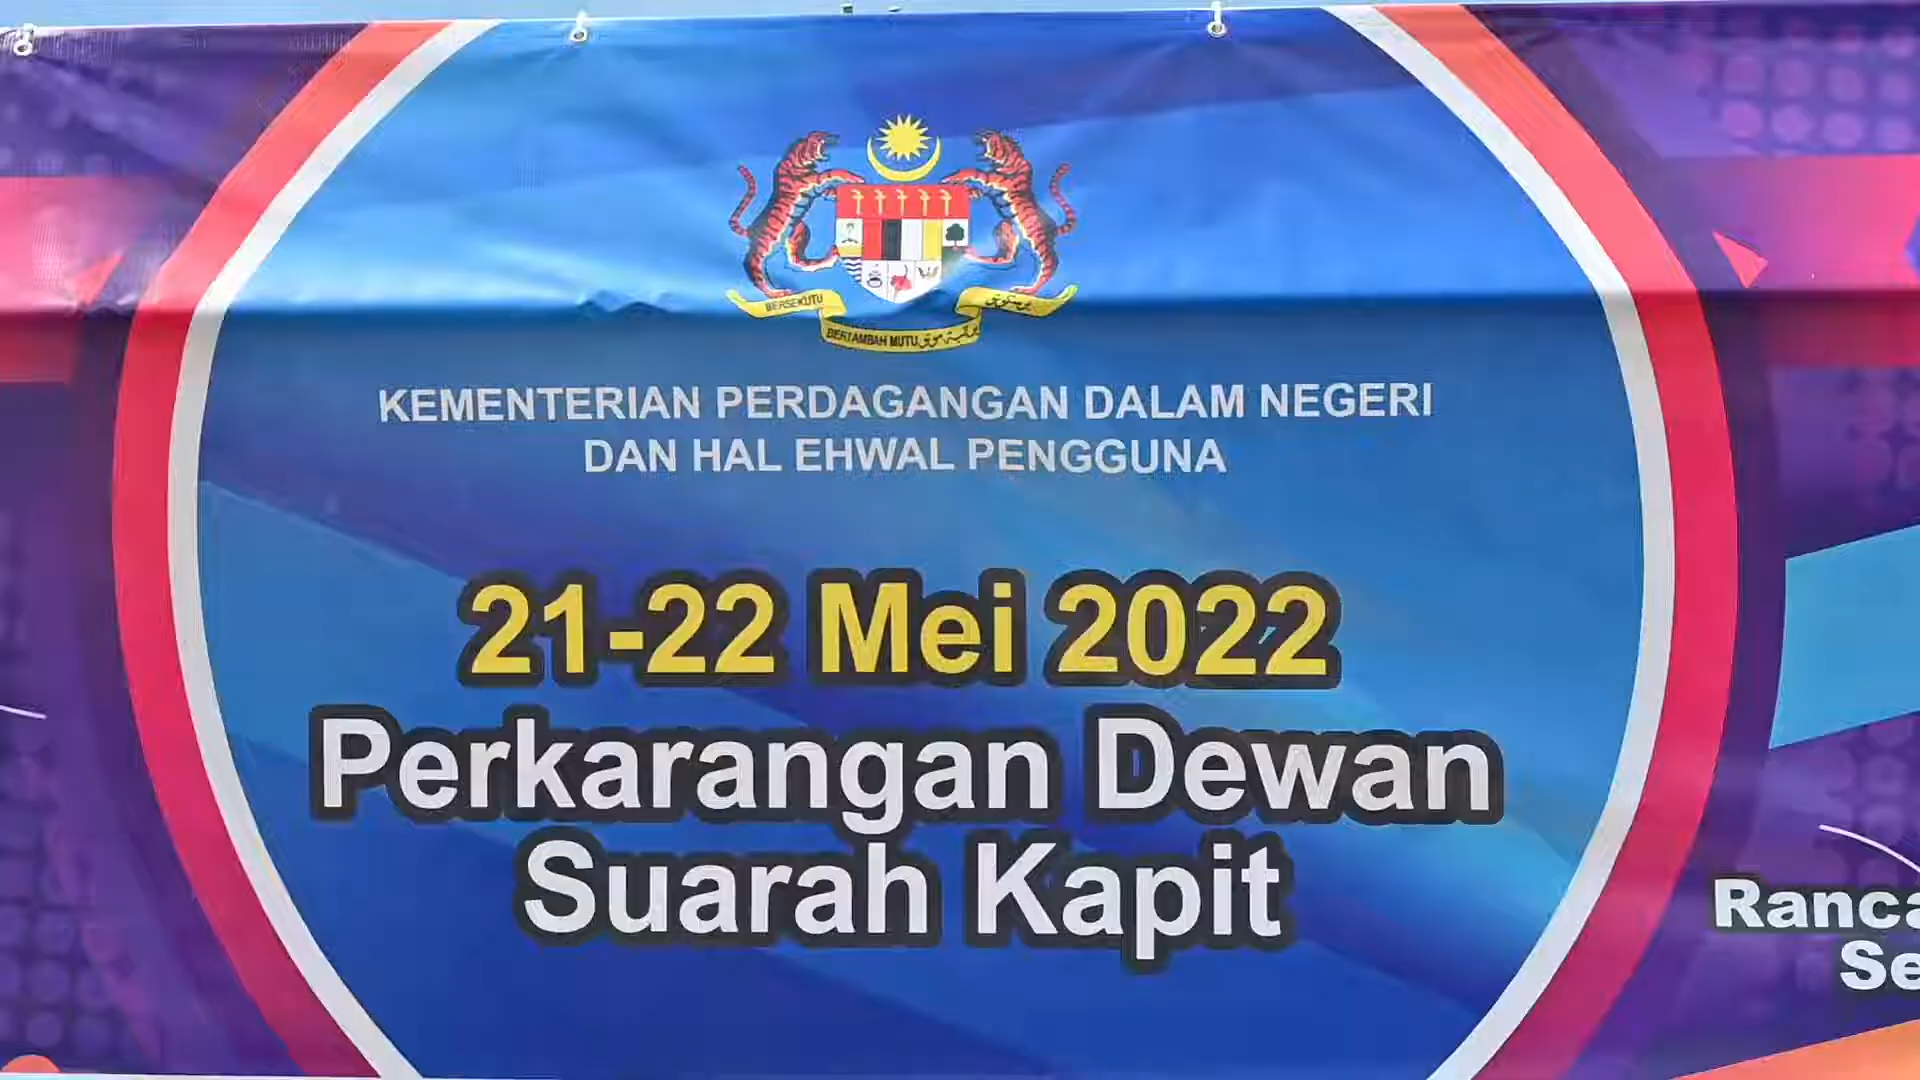 BERSEKUTU
BERTAMBAH MUTU
KEMENTERIAN PERDAGANGAN DALAM NEGERI
DAN HAL EHWAL PENGGUNA
21-22 Mei 2022
Perkarangan Dewan
Suarah Kapit